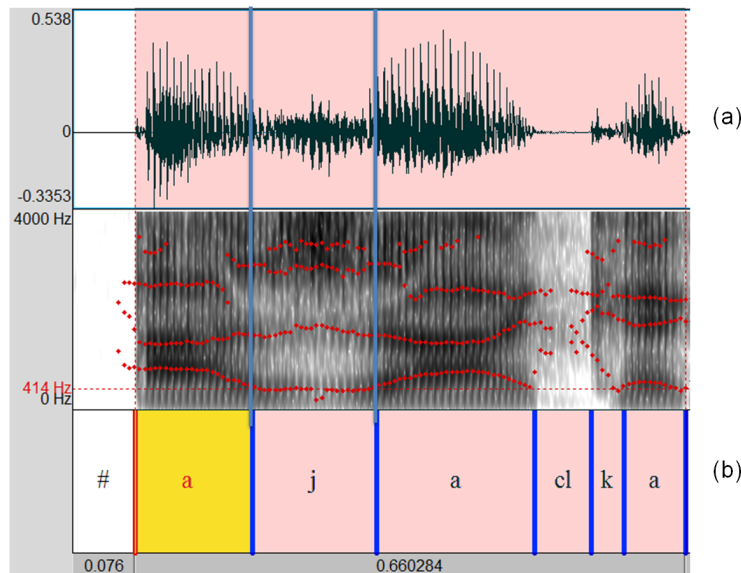 0.538
(a)
0
-0.3353
4000 Hz
414 Hz
0 Hz
# a j a cl k a
(b)
0.076 0.660284